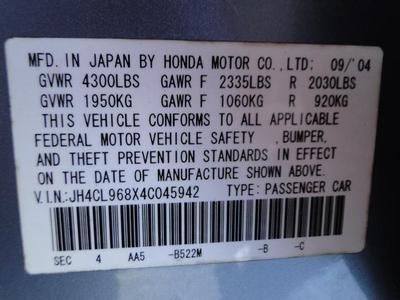 MFD. IN JAPAN BY HONDA MOTOR CO., LTD: 09/'04
GVWR 4300LBS GAWR F 2335LBS R 2030LBS
GVWR 1950KG GAWR F 1060KG R 920KG
THIS VEHICLE CONFORMS TO ALL APPLICABLE
FEDERAL MOTOR VEHICLE SAFETY ,BUMPER,
AND THEFT PREVENTION STANDARDS IN EFFECT
ON THE DATE OF MANUFACTURE SHOWN ABOVE.
V.I.N.:JH4CL968X4C045942 TYPE: PASSENGER CAR
SEC 4 AA5 -B522M -B -C